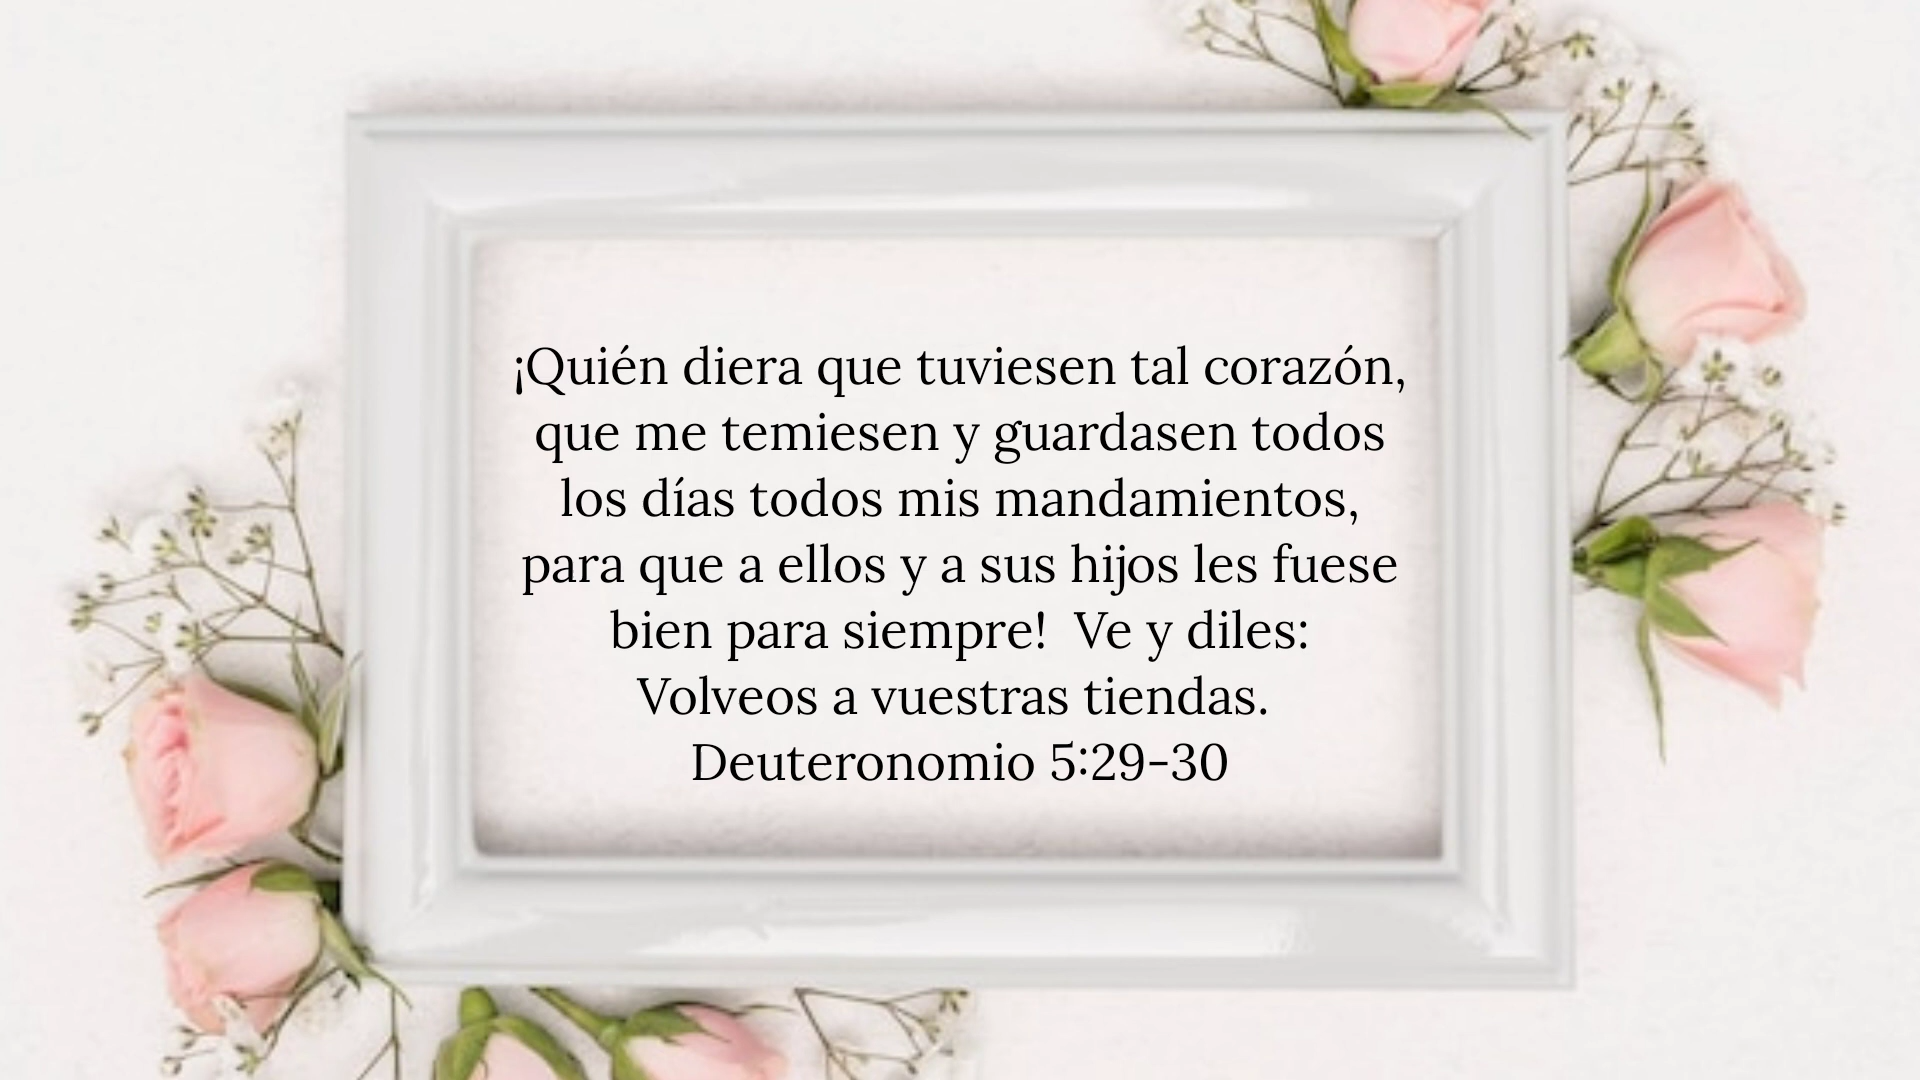 ¡Quién diera que tuviesen tal corazón,
que me temiesen y guardasen todos
los días todos mis mandamientos,
para que a ellos y a sus hijos les fuese
bien para siempre!  Ve y diles:
Volveos a vuestras tiendas.
Deuteronomio 5:29-30